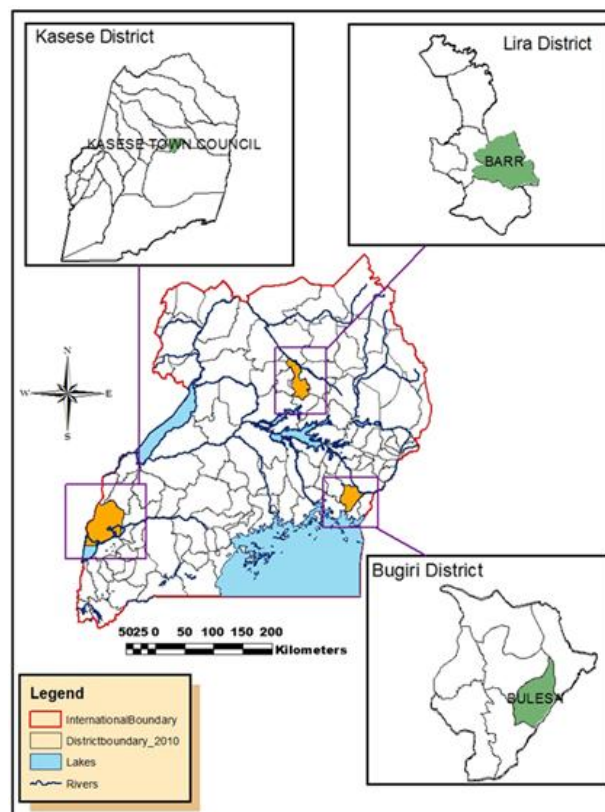 Kasese District
KASESE TOWN COUNCIL
Lira District
BARR
N
W E
S
5025 0 50 100 150 200
Kilometers
Bugiri District
BULESA
Legend
InternationalBoundary
Districtboundary_2010
Lakes
Rivers